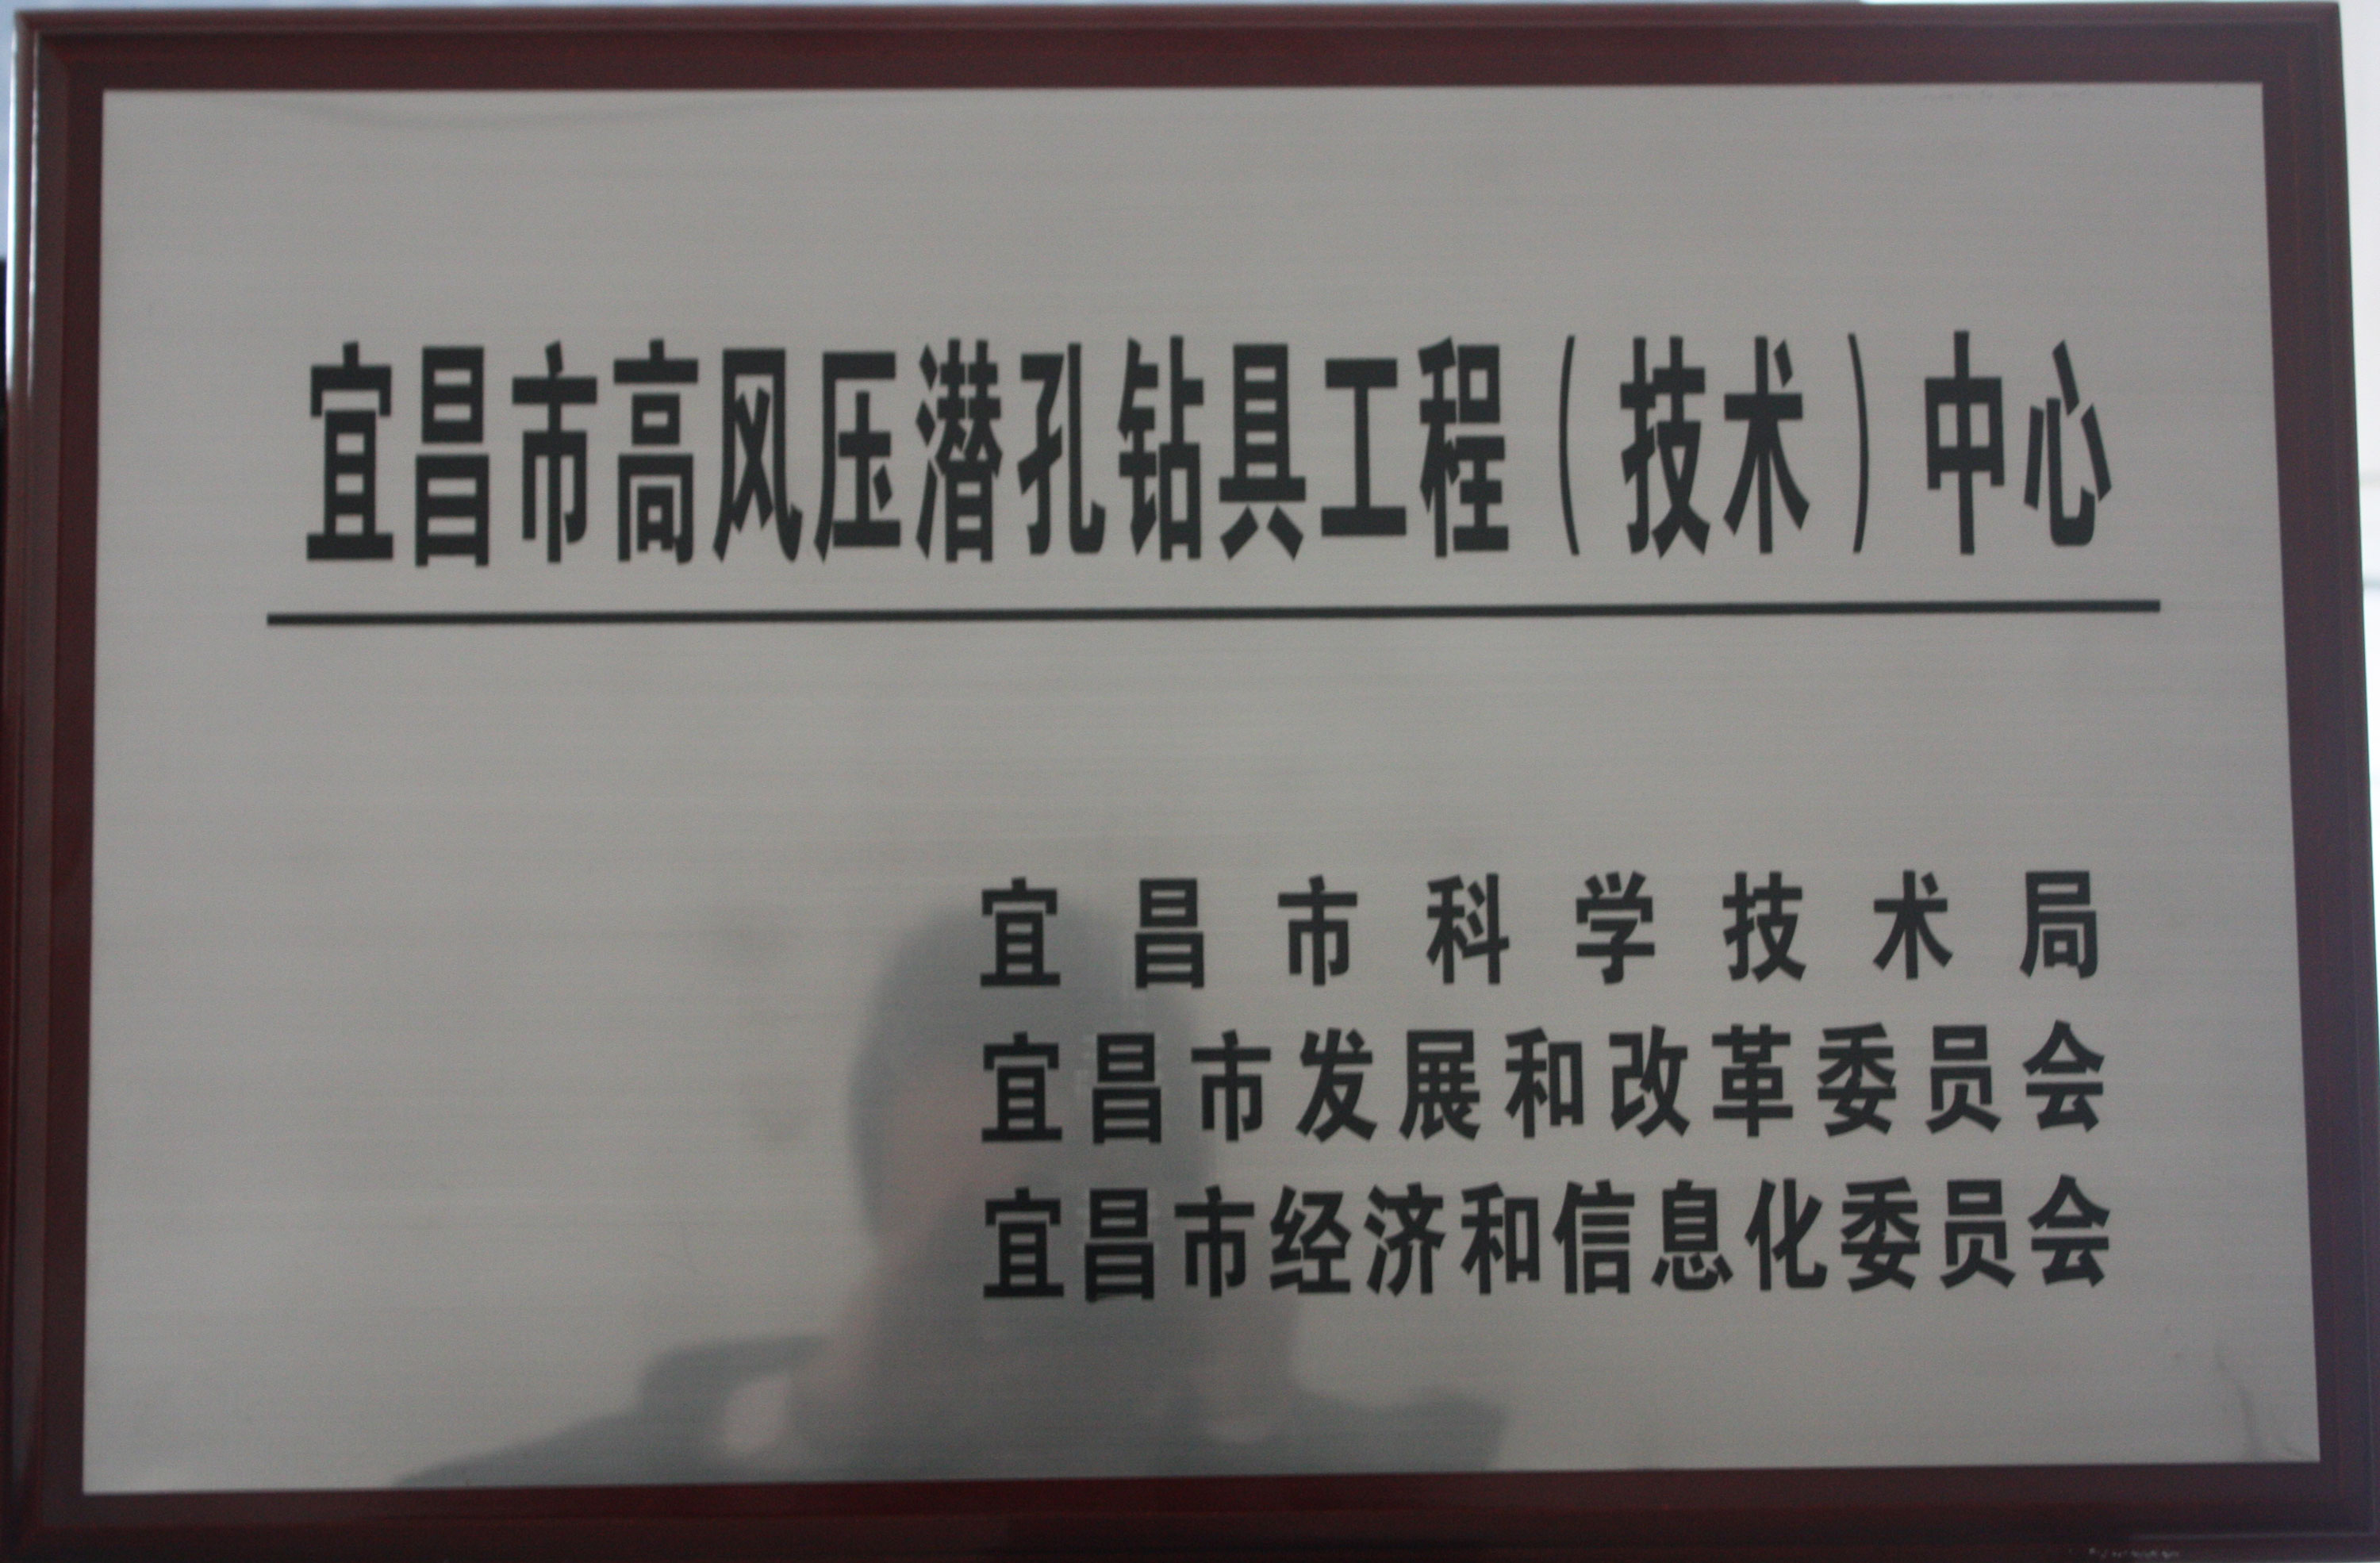 宜昌市高风压潜孔钻具工程（技术）中心
宜昌市科学技术局
宜昌市发展和改革委员会
宜昌市经济和信息化委员会